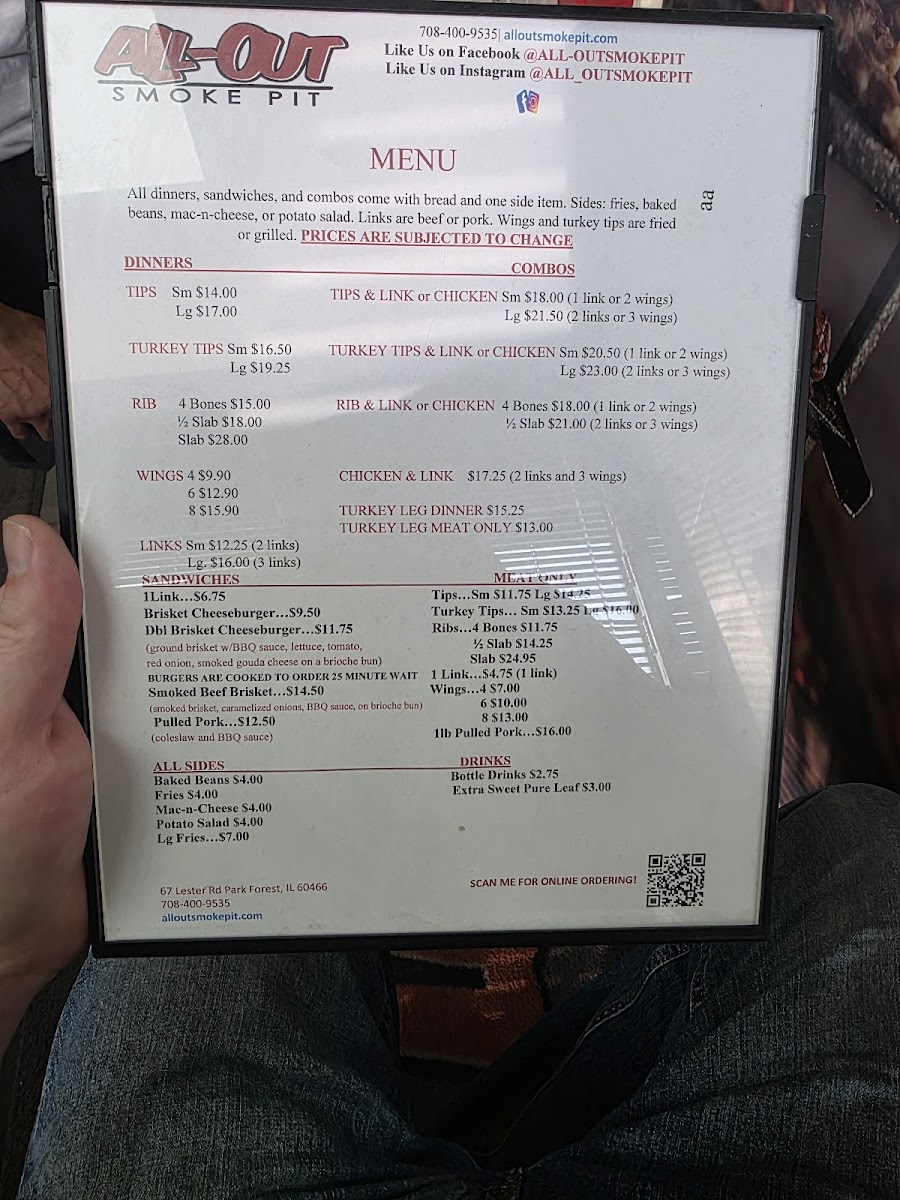 ALL-OUT
SMOKE PIT
708-400-9535| alloutsmokepit.com
Like Us on Facebook @ALL-OUTSMOKEPIT
Like Us on Instagram @ALL_OUTSMOKEPIT
MENU
All dinners, sandwiches, and combos come with bread and one side item. Sides: fries, baked
beans, mac-n-cheese, or potato salad. Links are beef or pork. Wings and turkey tips are fried
or grilled. PRICES ARE SUBJECTED TO CHANGE
aa
DINNERS
TIPS Sm $14.00
Lg $17.00
TURKEY TIPS Sm $16.50
Lg $19.25
RIB 4 Bones $15.00
½ Slab $18.00
Slab $28.00
WINGS 4 $9.90
6 $12.90
8 $15.90
LINKS Sm $12.25 (2 links)
Lg. $16.00 (3 links)
COMBOS
TIPS & LINK or CHICKEN Sm $18.00 (1 link or 2 wings)
Lg $21.50 (2 links or 3 wings)
TURKEY TIPS & LINK or CHICKEN Sm $20.50 (1 link or 2 wings)
Lg $23.00 (2 links or 3 wings)
RIB & LINK or CHICKEN 4 Bones $18.00 (1 link or 2 wings)
½ Slab $21.00 (2 links or 3 wings)
CHICKEN & LINK $17.25 (2 links and 3 wings)
TURKEY LEG DINNER $15.25
TURKEY LEG MEAT ONLY $13.00
SANDWICHES
1Link...$6.75
Brisket Cheeseburger...$9.50
Dbl Brisket Cheeseburger...$11.75
(ground brisket w/BBQ sauce, lettuce, tomato,
red onion, smoked gouda cheese on a brioche bun)
BURGERS ARE COOKED TO ORDER 25 MINUTE WAIT
Smoked Beef Brisket...$14.50
(smoked brisket, caramelized onions, BBQ sauce, on brioche bun)
Pulled Pork...$12.50
(coleslaw and BBQ sauce)
MEAT ONLY
Tips...Sm $11.75 Lg $14.25
Turkey Tips... Sm $13.25 Lg $16.00
Ribs...4 Bones $11.75
½ Slab $14.25
Slab $24.95
1 Link...$4.75 (1 link)
Wings...4 $7.00
6 $10.00
8 $13.00
1lb Pulled Pork...$16.00
ALL SIDES
Baked Beans $4.00
Fries $4.00
Mac-n-Cheese $4.00
Potato Salad $4.00
Lg Fries...$7.00
DRINKS
Bottle Drinks $2.75
Extra Sweet Pure Leaf $3.00
67 Lester Rd Park Forest, IL 60466
708-400-9535
alloutsmokepit.com
SCAN ME FOR ONLINE ORDERING!